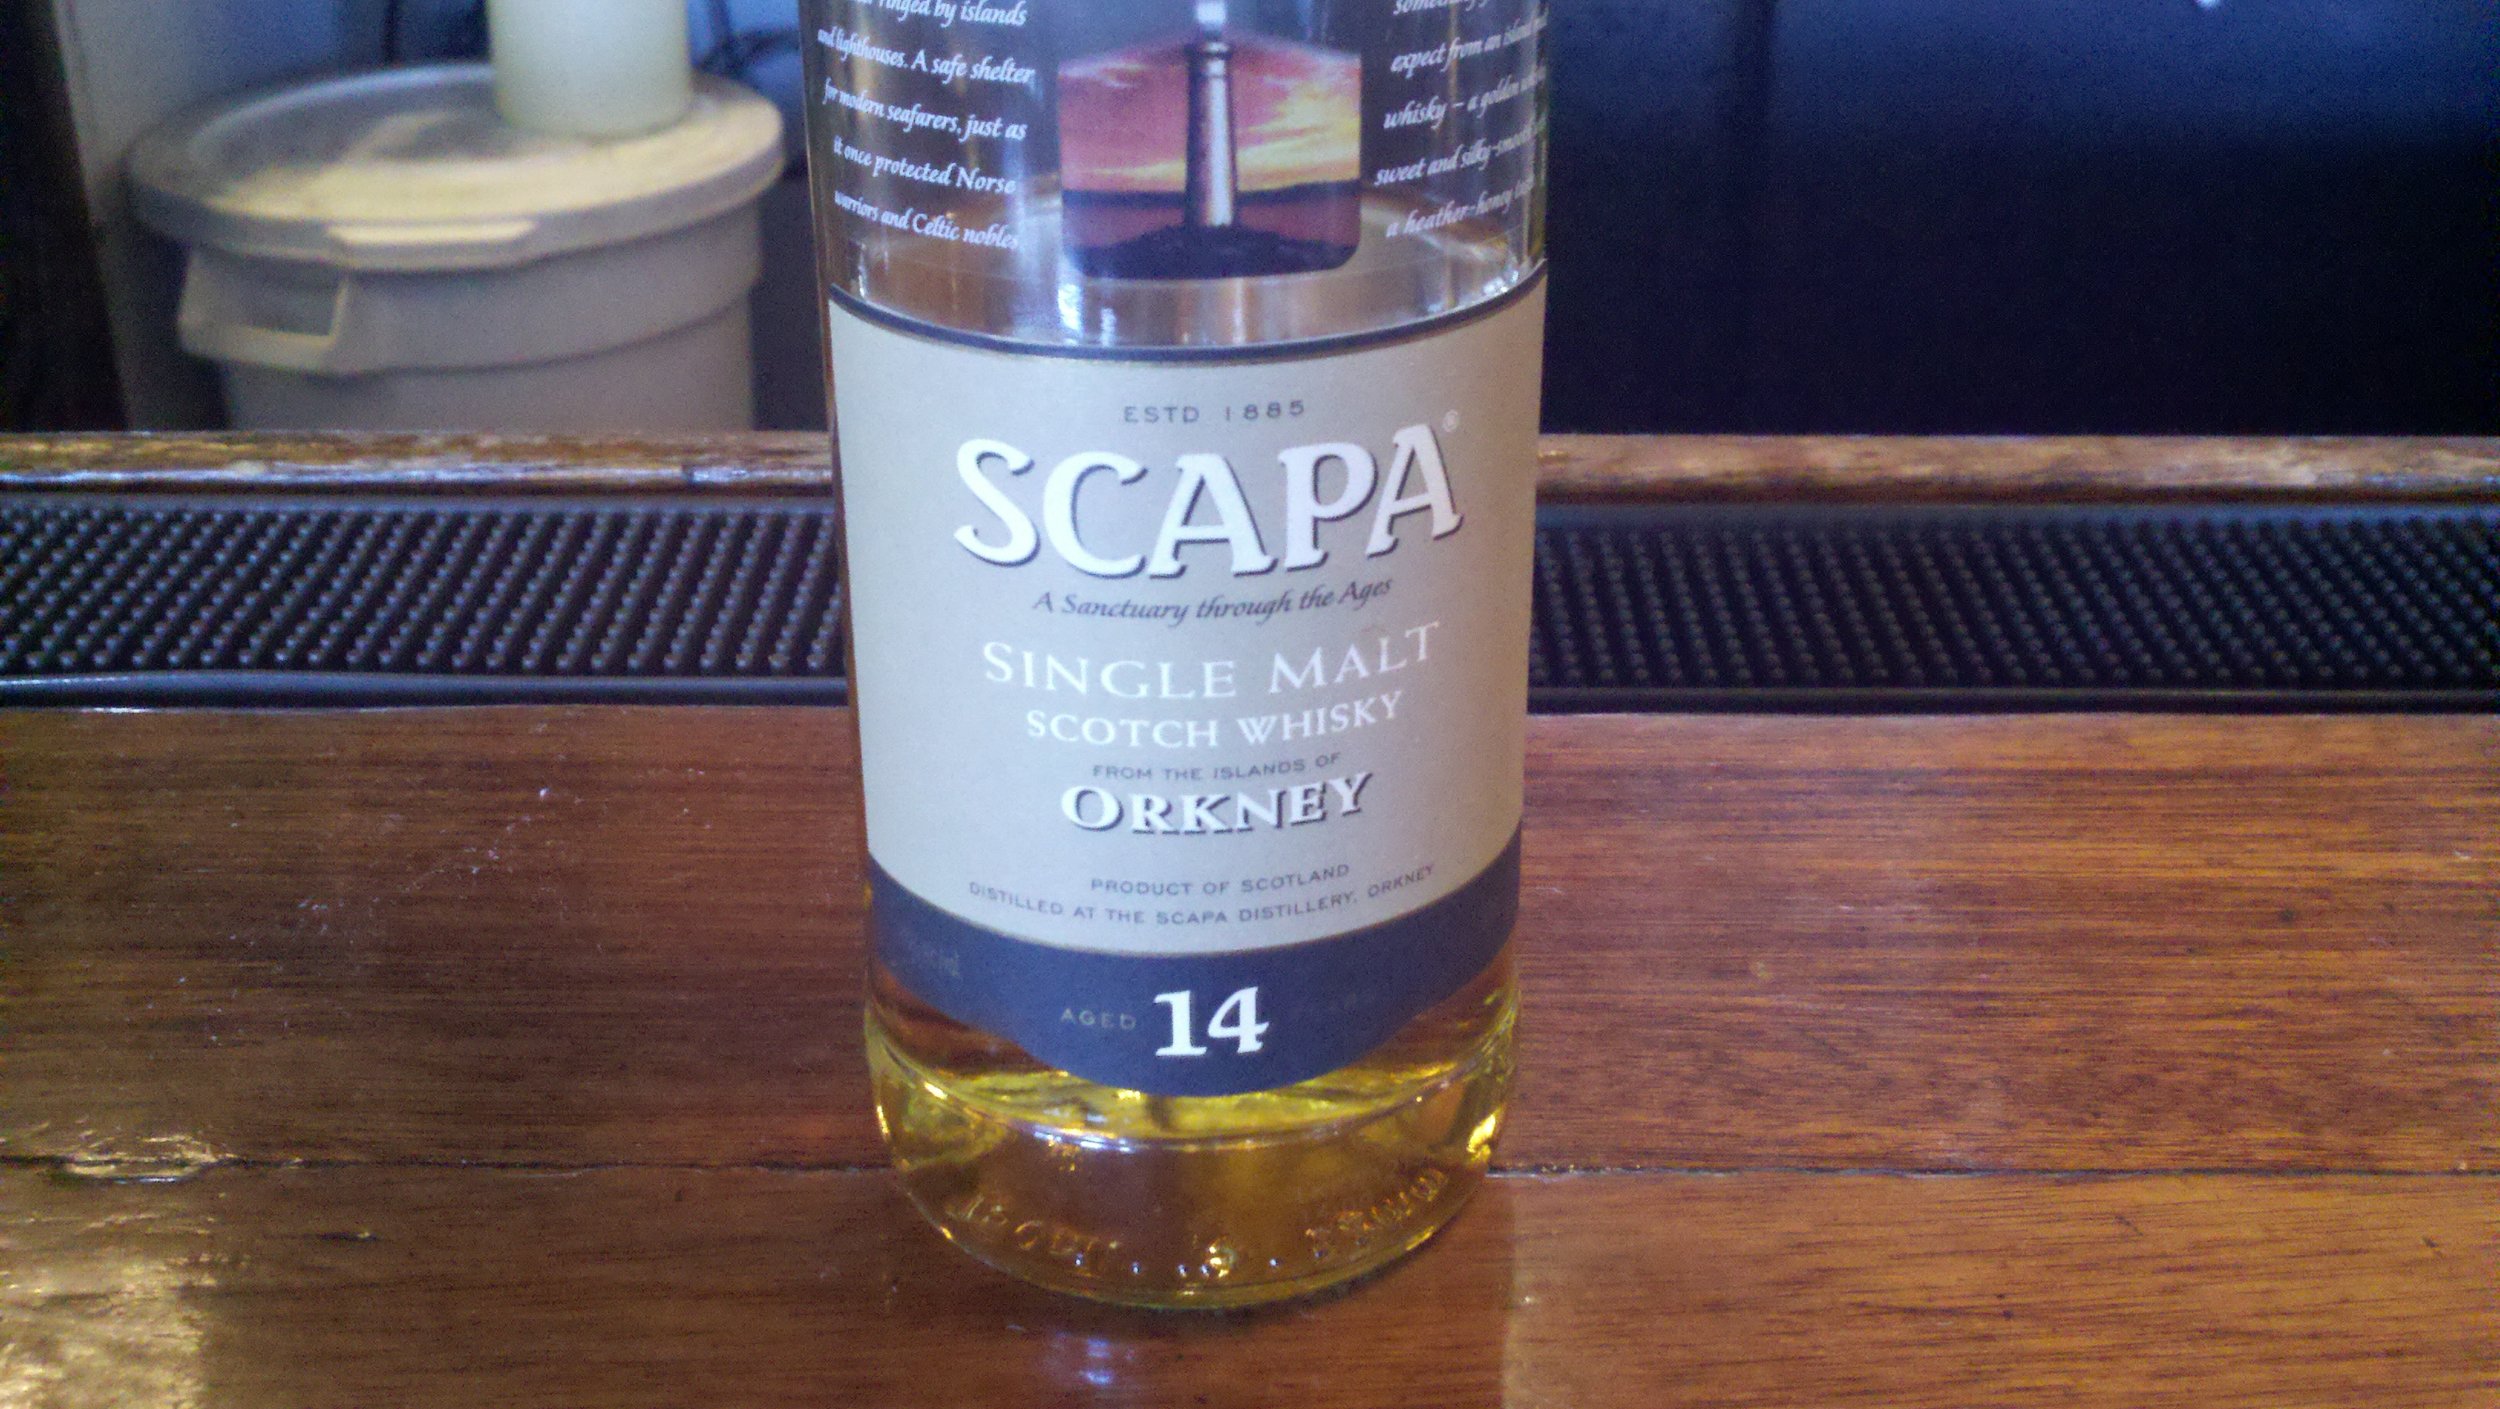 ringed by islands
and lighthouses. A safe shelter
for modern seafarers, just as
it once protected Norse
warriors and Celtic nobles
expect from an island
whisky – a golden
sweet and silky-smooth
a heather-honey
ESTD 1885
SCAPA®
A Sanctuary through the Ages
SINGLE MALT
SCOTCH WHISKY
FROM THE ISLANDS OF
ORKNEY
PRODUCT OF SCOTLAND
DISTILLED AT THE SCAPA DISTILLERY, ORKNEY
AGED 14